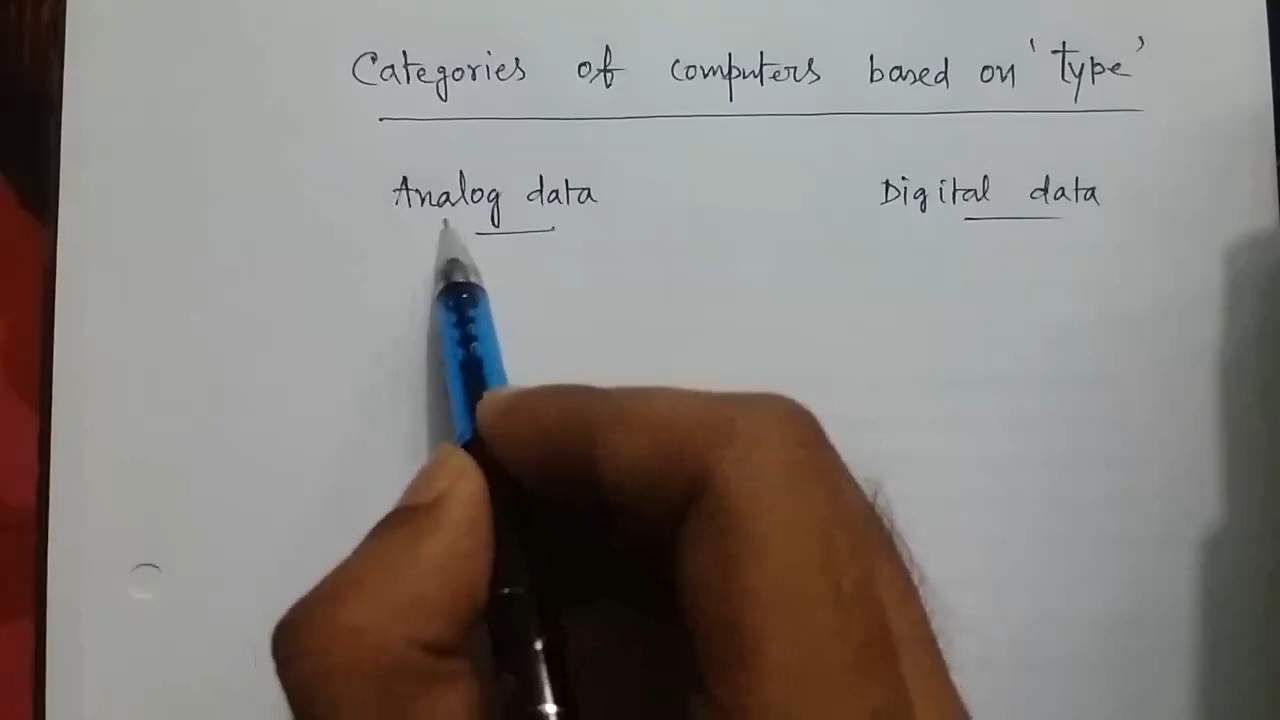 Categories of computers based on 'type'
Analog data Digital data